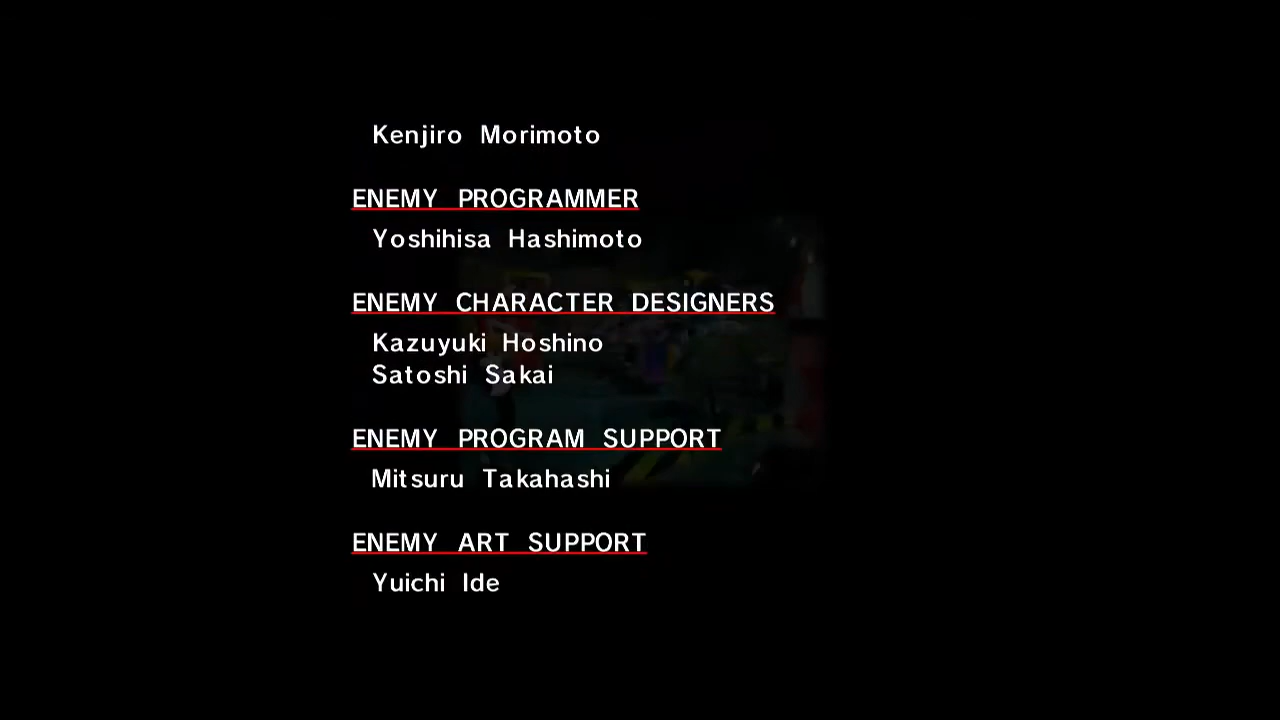 Kenjiro Morimoto
ENEMY PROGRAMMER
Yoshihisa Hashimoto
ENEMY CHARACTER DESIGNERS
Kazuyuki Hoshino
Satoshi Sakai
ENEMY PROGRAM SUPPORT
Mitsuru Takahashi
ENEMY ART SUPPORT
Yuichi Ide